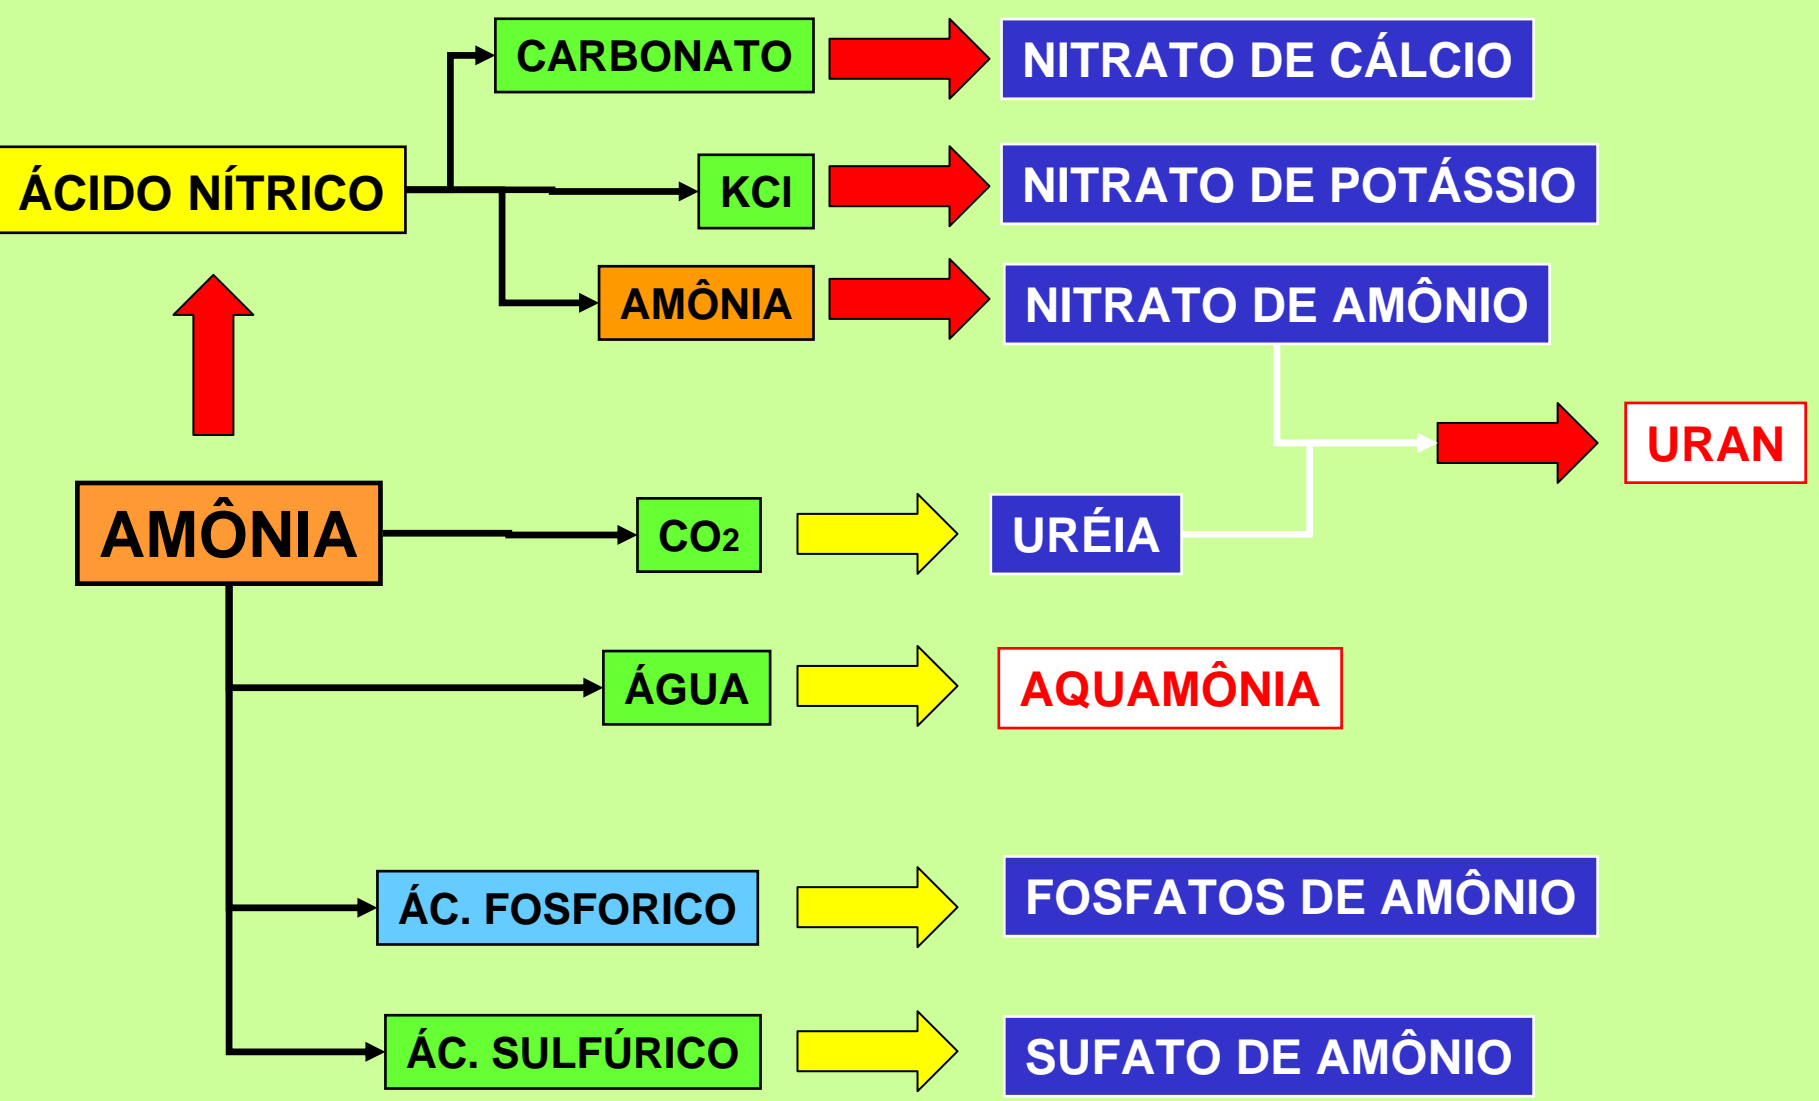 CARBONATO
NITRATO DE CÁLCIO
ÁCIDO NÍTRICO
KCl
NITRATO DE POTÁSSIO
AMÔNIA
NITRATO DE AMÔNIO
URAN
AMÔNIA
CO2
URÉIA
ÁGUA
AQUAMÔNIA
ÁC. FOSFORICO
FOSFATOS DE AMÔNIO
ÁC. SULFÚRICO
SUFATO DE AMÔNIO